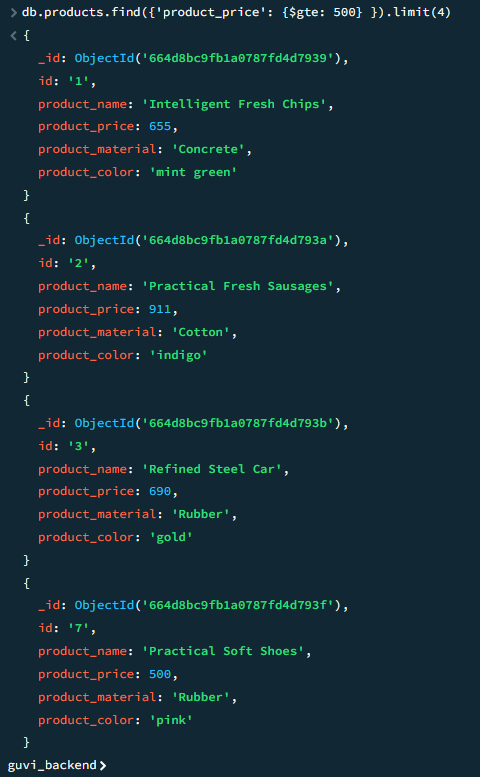 > db.products.find({'product_price': {$gte: 500} }).limit(4)
< {
_id: ObjectId('664d8bc9fb1a0787fd4d7939'),
id: '1',
product_name: 'Intelligent Fresh Chips',
product_price: 655,
product_material: 'Concrete',
product_color: 'mint green'
}
{
_id: ObjectId('664d8bc9fb1a0787fd4d793a'),
id: '2',
product_name: 'Practical Fresh Sausages',
product_price: 911,
product_material: 'Cotton',
product_color: 'indigo'
}
{
_id: ObjectId('664d8bc9fb1a0787fd4d793b'),
id: '3',
product_name: 'Refined Steel Car',
product_price: 690,
product_material: 'Rubber',
product_color: 'gold'
}
{
_id: ObjectId('664d8bc9fb1a0787fd4d793f'),
id: '7',
product_name: 'Practical Soft Shoes',
product_price: 500,
product_material: 'Rubber',
product_color: 'pink'
}
guvi_backend>